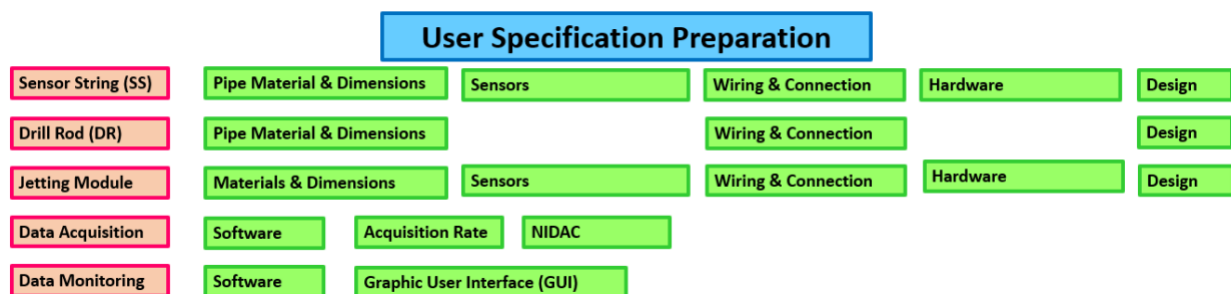 User Specification Preparation
Sensor String (SS) Pipe Material & Dimensions Sensors Wiring & Connection Hardware Design
Drill Rod (DR) Pipe Material & Dimensions Wiring & Connection Design
Jetting Module Materials & Dimensions Sensors Wiring & Connection Hardware Design
Data Acquisition Software Acquisition Rate NIDAC
Data Monitoring Software Graphic User Interface (GUI)